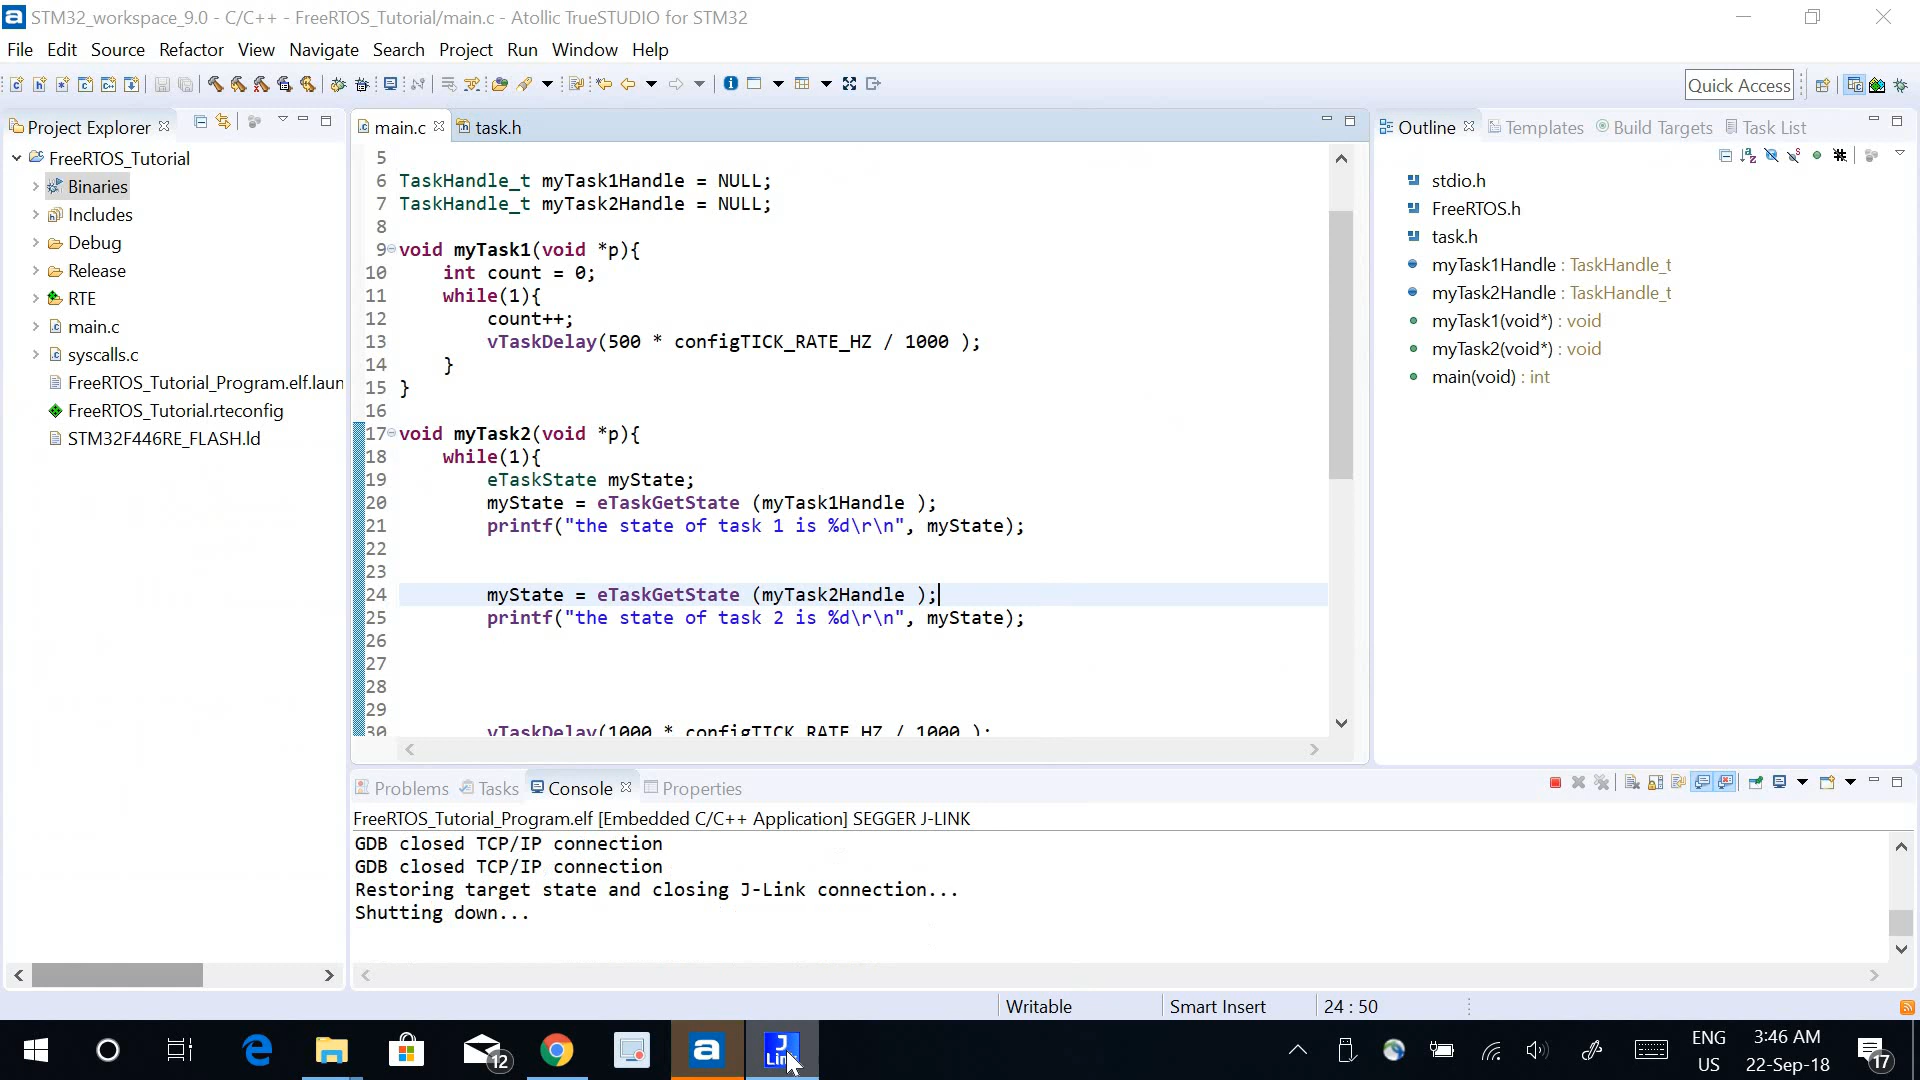 STM32_workspace_9.0 - C/C++ - FreeRTOS_Tutorial/main.c - Atollic TrueSTUDIO for STM32
File Edit Source Refactor View Navigate Search Project Run Window Help
Quick Access
Project Explorer
FreeRTOS_Tutorial
Binaries
Includes
Debug
Release
RTE
main.c
syscalls.c
FreeRTOS_Tutorial_Program.elf.laun
FreeRTOS_Tutorial.rteconfig
STM32F446RE_FLASH.ld
main.c task.h
5
6 TaskHandle_t myTask1Handle = NULL;
7 TaskHandle_t myTask2Handle = NULL;
8
9 void myTask1(void *p){
10 int count = 0;
11 while(1){
12 count++;
13 vTaskDelay(500 * configTICK_RATE_HZ / 1000 );
14 }
15 }
16
17 void myTask2(void *p){
18 while(1){
19 eTaskState myState;
20 myState = eTaskGetState (myTask1Handle );
21 printf("the state of task 1 is %d\r\n", myState);
22
23
24 myState = eTaskGetState (myTask2Handle );
25 printf("the state of task 2 is %d\r\n", myState);
26
27
28
29
30 vTaskDelay(1000 * configTICK_RATE_HZ / 1000 );
Outline Templates Build Targets Task List
stdio.h
FreeRTOS.h
task.h
myTask1Handle : TaskHandle_t
myTask2Handle : TaskHandle_t
myTask1(void*) : void
myTask2(void*) : void
main(void) : int
Problems Tasks Console Properties
FreeRTOS_Tutorial_Program.elf [Embedded C/C++ Application] SEGGER J-LINK
GDB closed TCP/IP connection
GDB closed TCP/IP connection
Restoring target state and closing J-Link connection...
Shutting down...
Writable Smart Insert 24 : 50
12
a
J
Link
ENG
US
3:46 AM
22-Sep-18
17